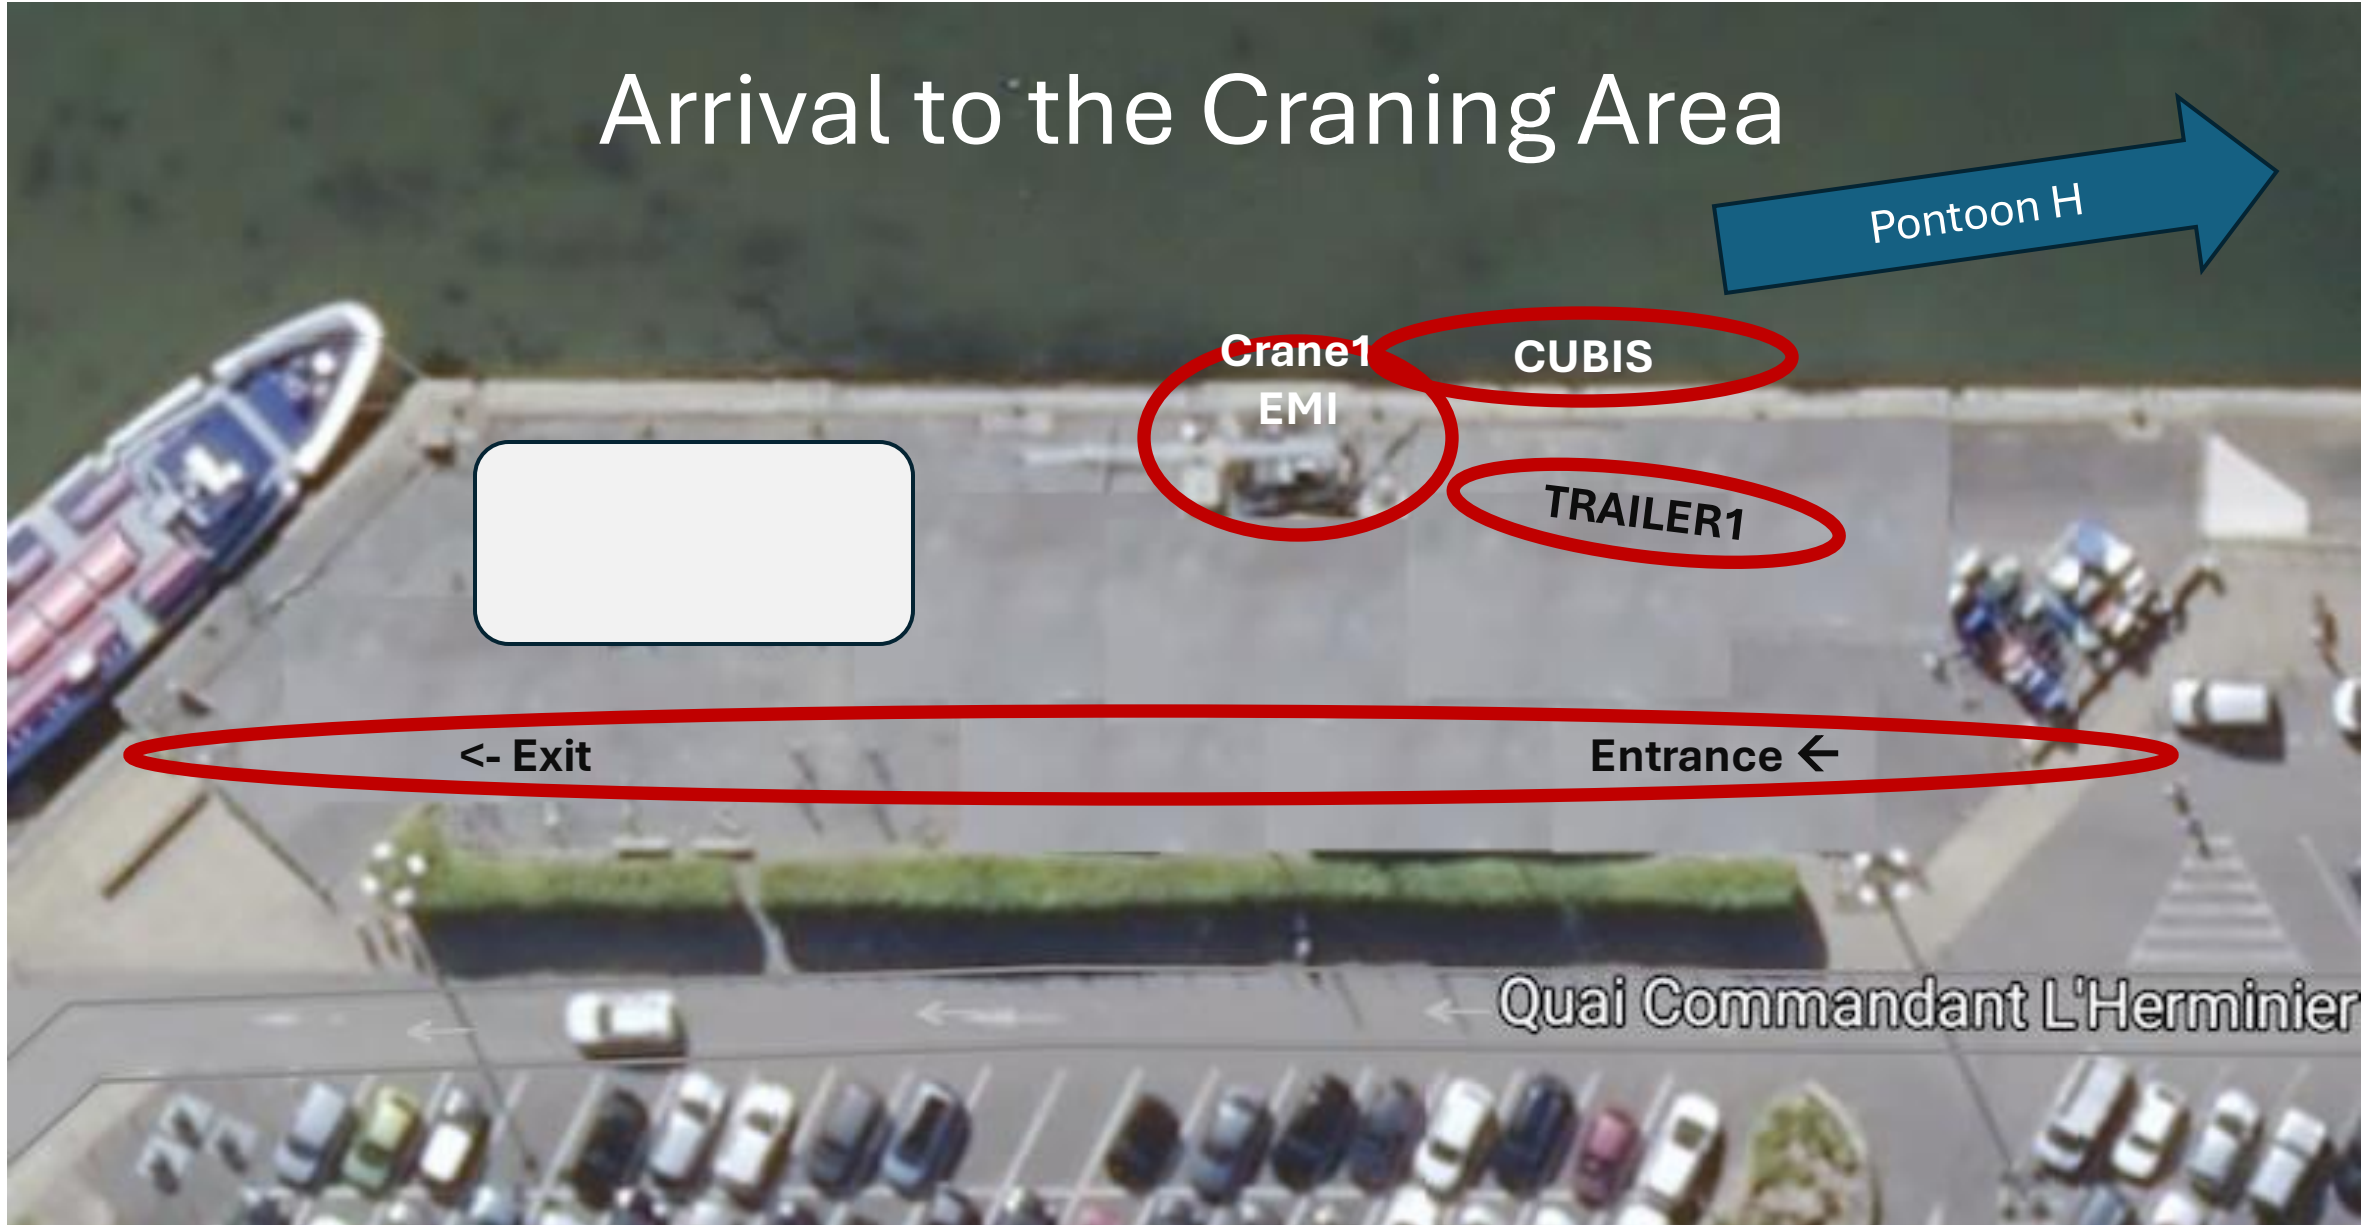 Arrival to the Craning Area
Pontoon H
Crane1
EMI
CUBIS
TRAILER1
<- Exit
Entrance ←
Quai Commandant L'Herminier